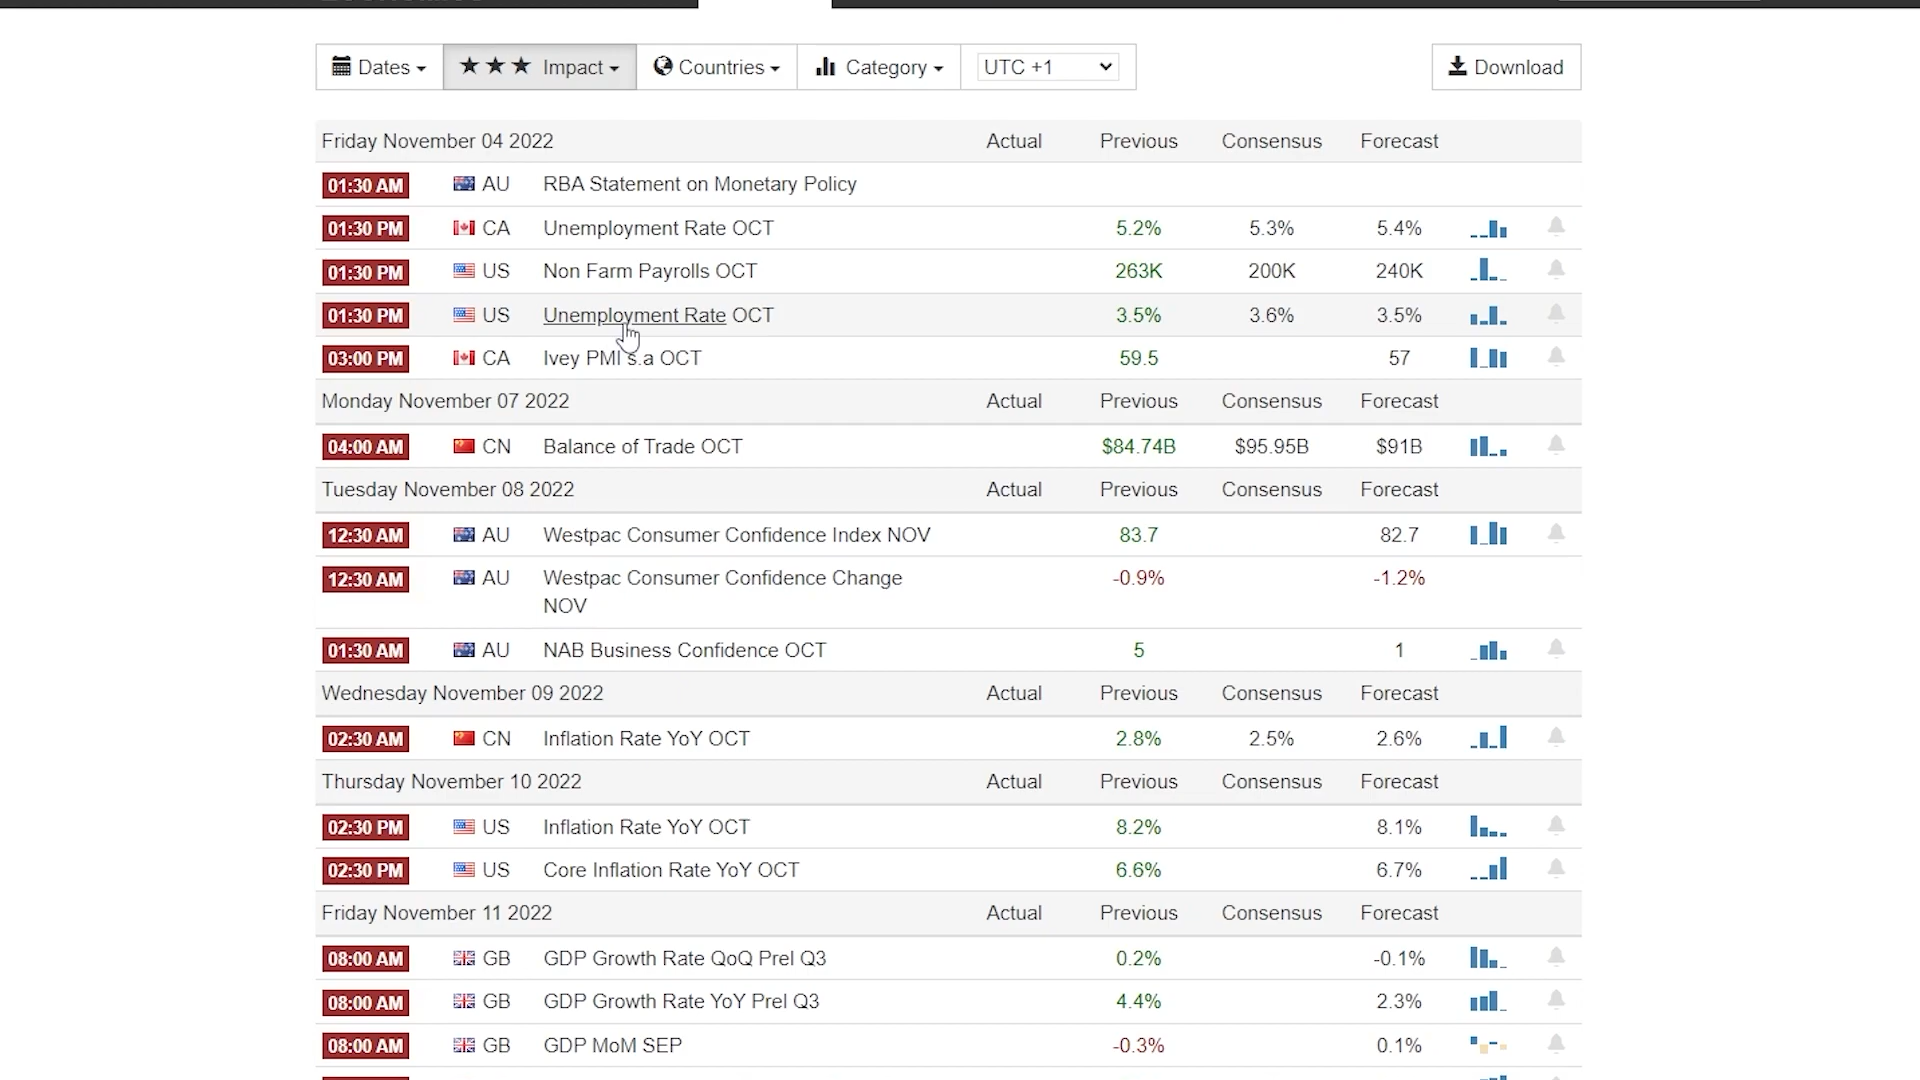 Dates
★★★ Impact
Countries
Category
UTC +1
Download
Friday November 04 2022 Actual Previous Consensus Forecast
01:30 AM AU RBA Statement on Monetary Policy
01:30 PM CA Unemployment Rate OCT 5.2% 5.3% 5.4%
01:30 PM US Non Farm Payrolls OCT 263K 200K 240K
01:30 PM US Unemployment Rate OCT 3.5% 3.6% 3.5%
03:00 PM CA Ivey PMI s.a OCT 59.5 57
Monday November 07 2022 Actual Previous Consensus Forecast
04:00 AM CN Balance of Trade OCT $84.74B $95.95B $91B
Tuesday November 08 2022 Actual Previous Consensus Forecast
12:30 AM AU Westpac Consumer Confidence Index NOV 83.7 82.7
12:30 AM AU Westpac Consumer Confidence Change -0.9% -1.2%
NOV
01:30 AM AU NAB Business Confidence OCT 5 1
Wednesday November 09 2022 Actual Previous Consensus Forecast
02:30 AM CN Inflation Rate YoY OCT 2.8% 2.5% 2.6%
Thursday November 10 2022 Actual Previous Consensus Forecast
02:30 PM US Inflation Rate YoY OCT 8.2% 8.1%
02:30 PM US Core Inflation Rate YoY OCT 6.6% 6.7%
Friday November 11 2022 Actual Previous Consensus Forecast
08:00 AM GB GDP Growth Rate QoQ Prel Q3 0.2% -0.1%
08:00 AM GB GDP Growth Rate YoY Prel Q3 4.4% 2.3%
08:00 AM GB GDP MoM SEP -0.3% 0.1%